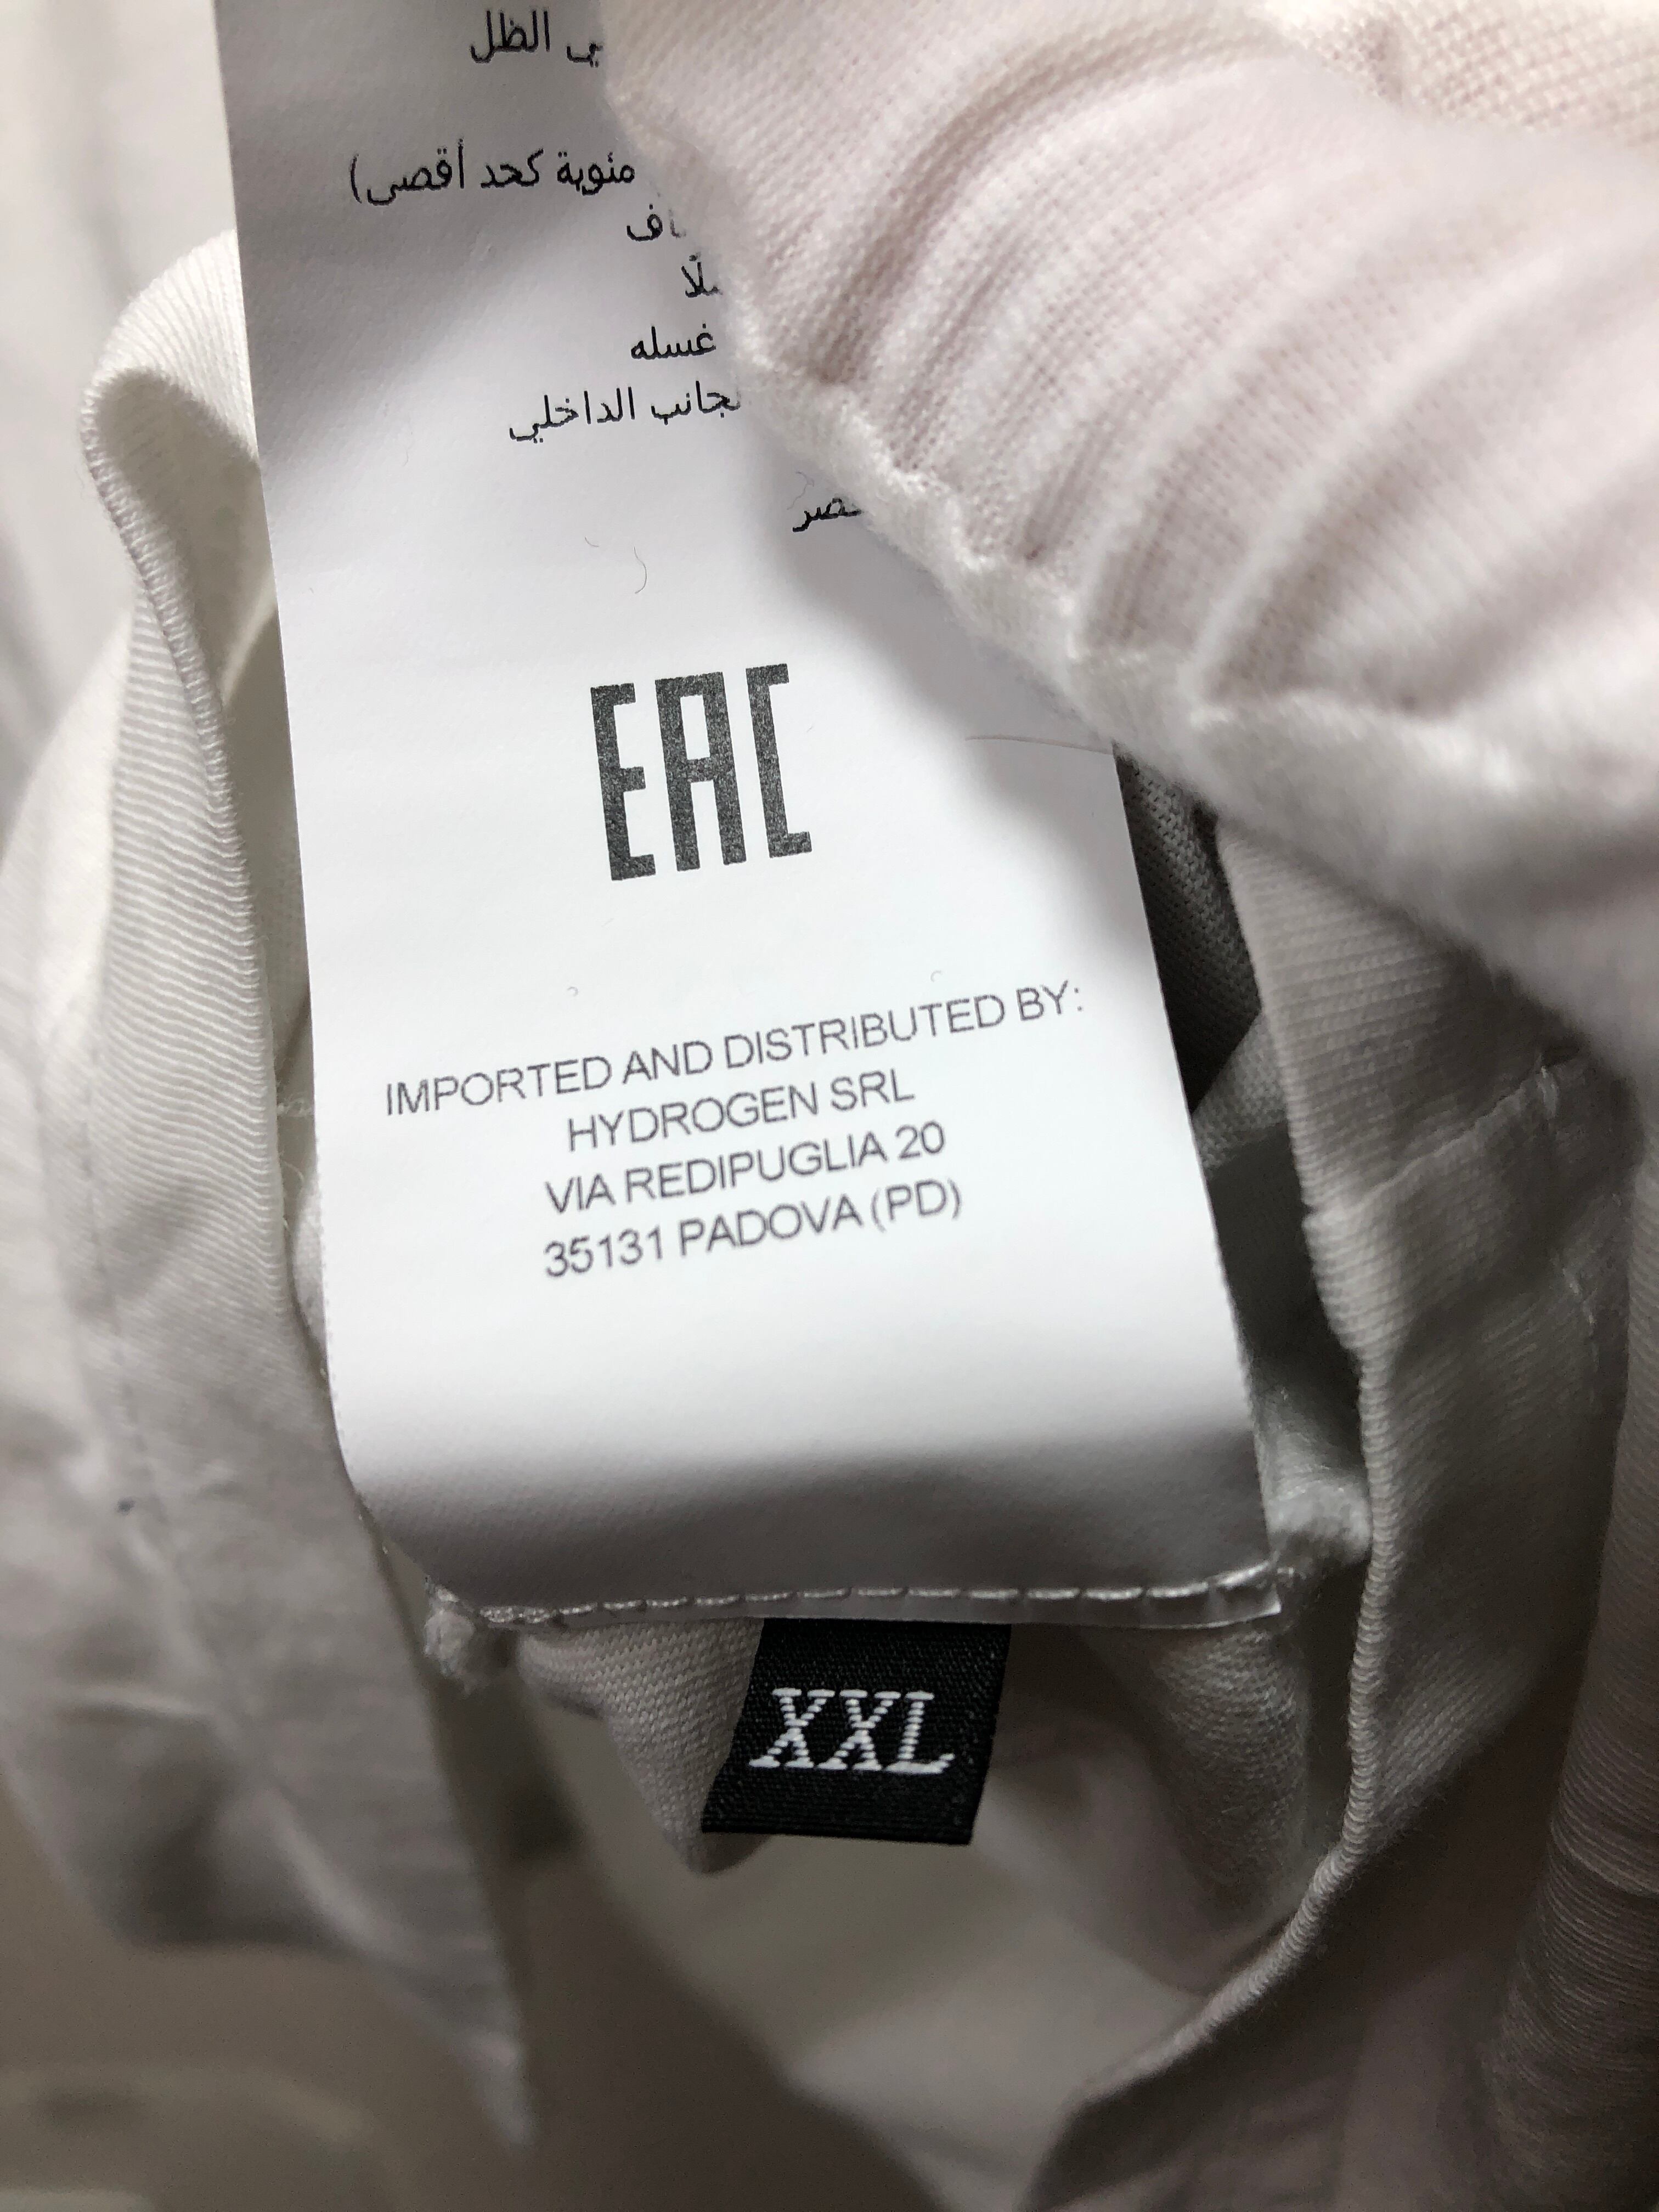 الظل
مئوية كحد أقصى)
غسله
الداخلي
EAC
IMPORTED AND DISTRIBUTED BY:
HYDROGEN SRL
VIA REDIPUGLIA 20
35131 PADOVA (PD)
XXL